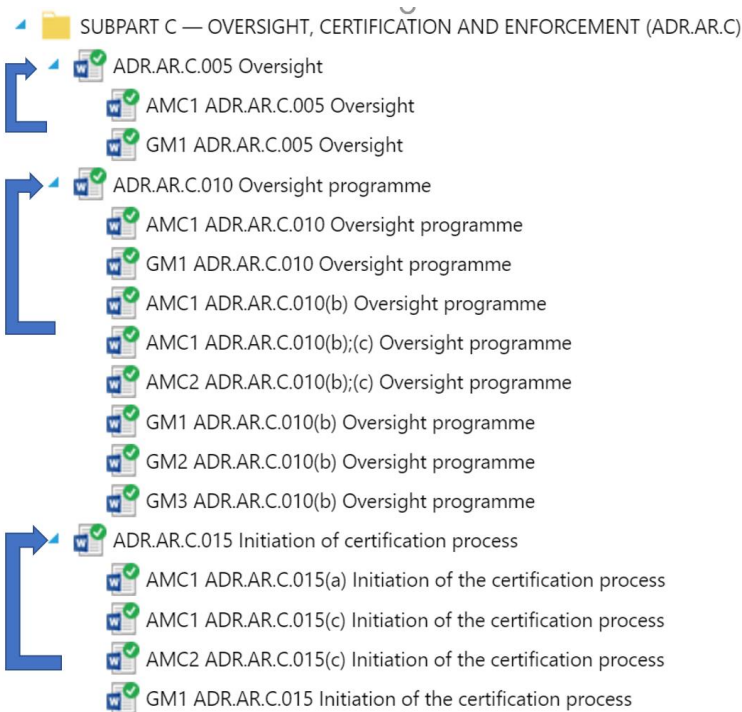 SUBPART C — OVERSIGHT, CERTIFICATION AND ENFORCEMENT (ADR.AR.C)
ADR.AR.C.005 Oversight
AMC1 ADR.AR.C.005 Oversight
GM1 ADR.AR.C.005 Oversight
ADR.AR.C.010 Oversight programme
AMC1 ADR.AR.C.010 Oversight programme
GM1 ADR.AR.C.010 Oversight programme
AMC1 ADR.AR.C.010(b) Oversight programme
AMC1 ADR.AR.C.010(b);(c) Oversight programme
AMC2 ADR.AR.C.010(b);(c) Oversight programme
GM1 ADR.AR.C.010(b) Oversight programme
GM2 ADR.AR.C.010(b) Oversight programme
GM3 ADR.AR.C.010(b) Oversight programme
ADR.AR.C.015 Initiation of certification process
AMC1 ADR.AR.C.015(a) Initiation of the certification process
AMC1 ADR.AR.C.015(c) Initiation of the certification process
AMC2 ADR.AR.C.015(c) Initiation of the certification process
GM1 ADR.AR.C.015 Initiation of the certification process